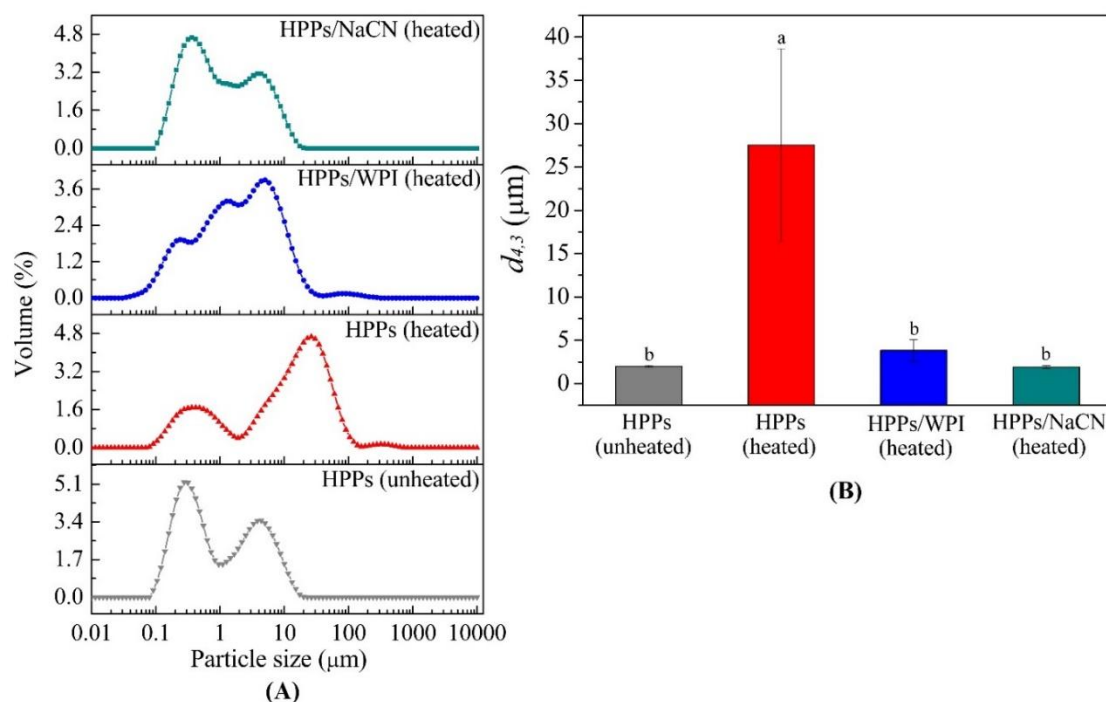 HPPs/NaCN (heated)
4.8
3.2
1.6
0.0
HPPs/WPI (heated)
3.6
2.4
1.2
0.0
HPPs (heated)
4.8
3.2
1.6
0.0
HPPs (unheated)
5.1
3.4
1.7
0.0
Volume (%)
0.01 0.1 1 10 100 1000 10000
Particle size (μm)
(A)
40
35
30
25
20
15
10
5
0
d4,3 (μm)
a
b
b
b
HPPs
(unheated)
HPPs
(heated)
HPPs/WPI
(heated)
HPPs/NaCN
(heated)
(B)